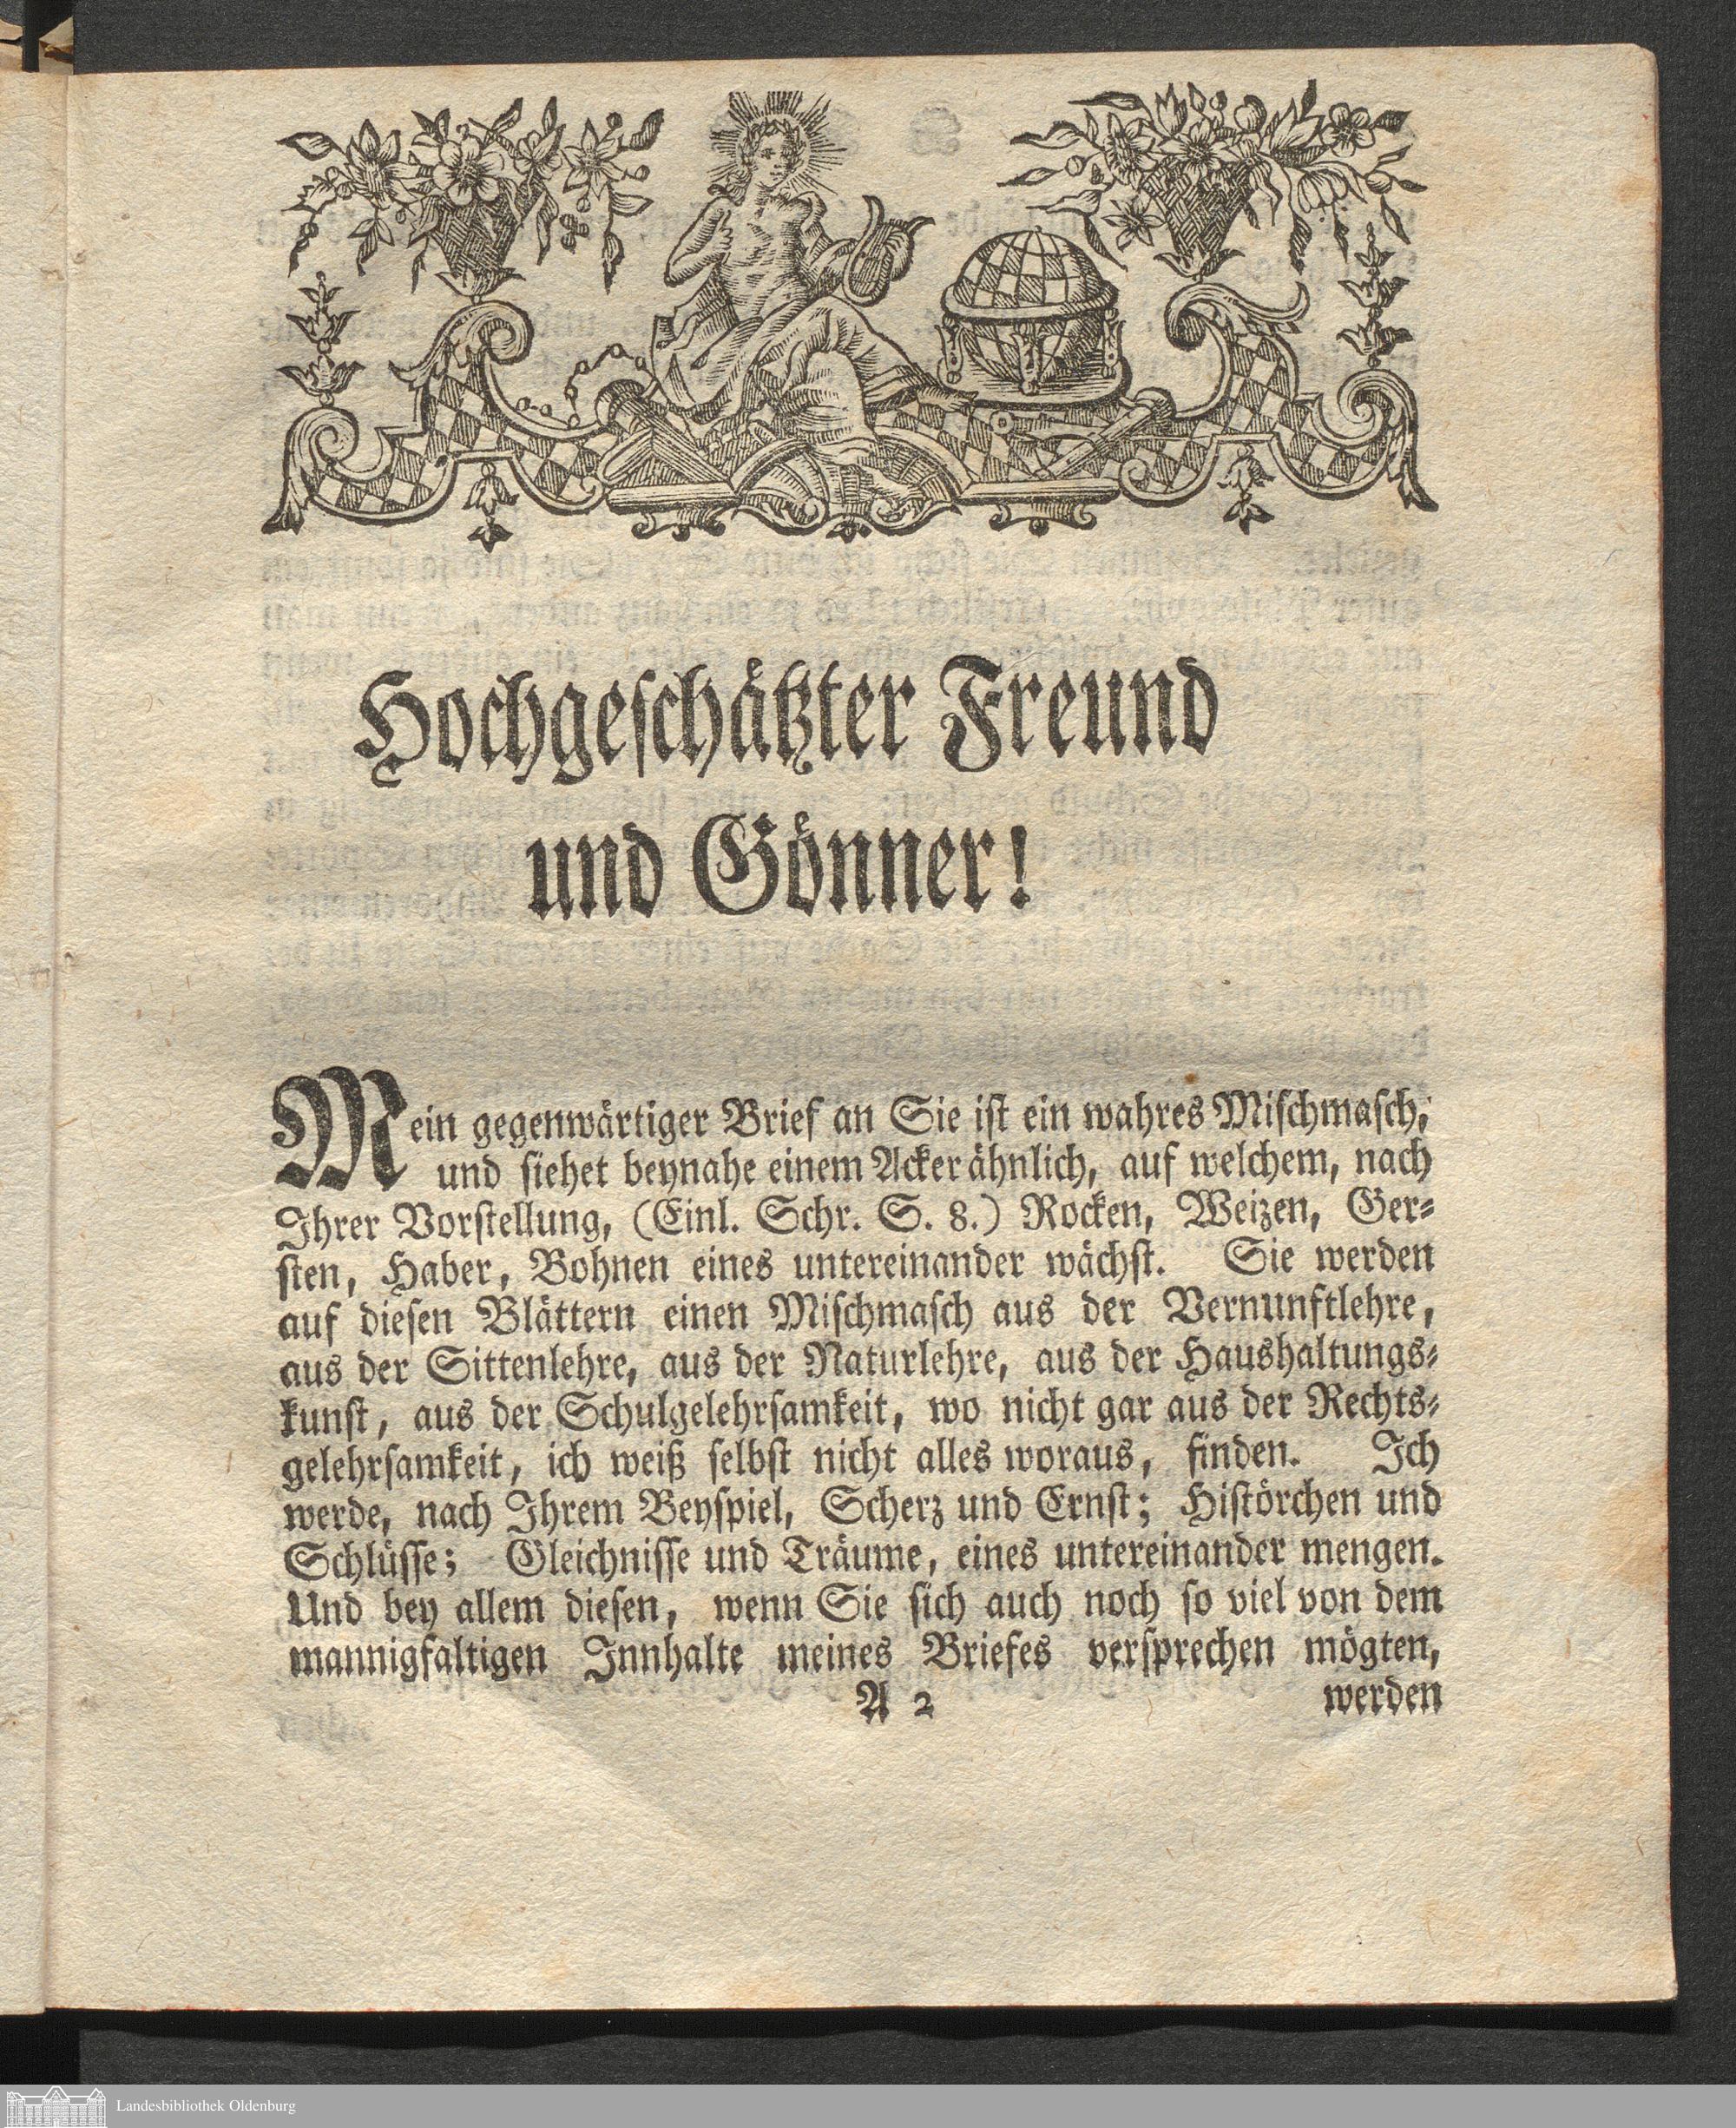 Hochgeschätzter Freund
und Gönner!
Mein gegenwärtiger Brief an Sie ist ein wahres Mischmasch,
und siehet beynahe einem Acker ähnlich, auf welchem, nach
Ihrer Vorstellung, (Einl. Schr. S. 8.) Rocken, Weizen, Ger-
sten, Haber, Bohnen eines untereinander wächst. Sie werden
auf diesen Blättern einen Mischmasch aus der Vernunftlehre,
aus der Sittenlehre, aus der Naturlehre, aus der Haushaltungs-
kunst, aus der Schulgelehrsamkeit, wo nicht gar aus der Rechts-
gelehrsamkeit, ich weiß selbst nicht alles woraus, finden. Ich
werde, nach Ihrem Beyspiel, Scherz und Ernst; Histörchen und
Schlüsse; Gleichnisse und Träume, eines untereinander mengen.
Und bey allem diesen, wenn Sie sich auch noch so viel von dem
mannigfaltigen Innhalte meines Briefes versprechen mögten,
A 2 werden
Landesbibliothek Oldenburg